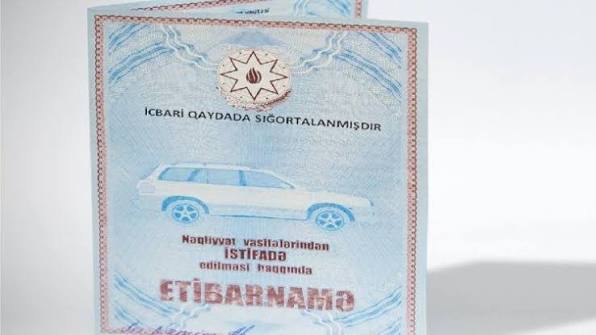 İCBARİ QAYDADA SIĞORTALANMIŞDIR
Nəqliyyat vasitələrindən
İSTİFADƏ
edilməsi haqqında
ETİBARNAMƏ